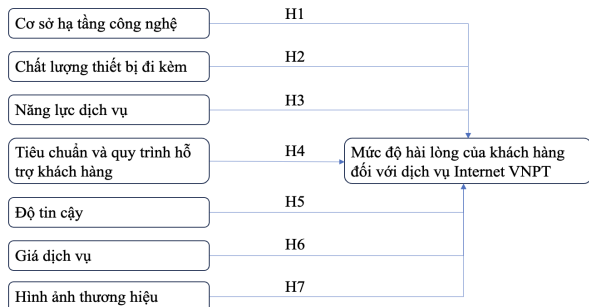 Cơ sở hạ tầng công nghệ
H1
Chất lượng thiết bị đi kèm
H2
Năng lực dịch vụ
H3
Tiêu chuẩn và quy trình hỗ
trợ khách hàng
H4
Mức độ hài lòng của khách hàng
đối với dịch vụ Internet VNPT
Độ tin cậy
H5
Giá dịch vụ
H6
Hình ảnh thương hiệu
H7